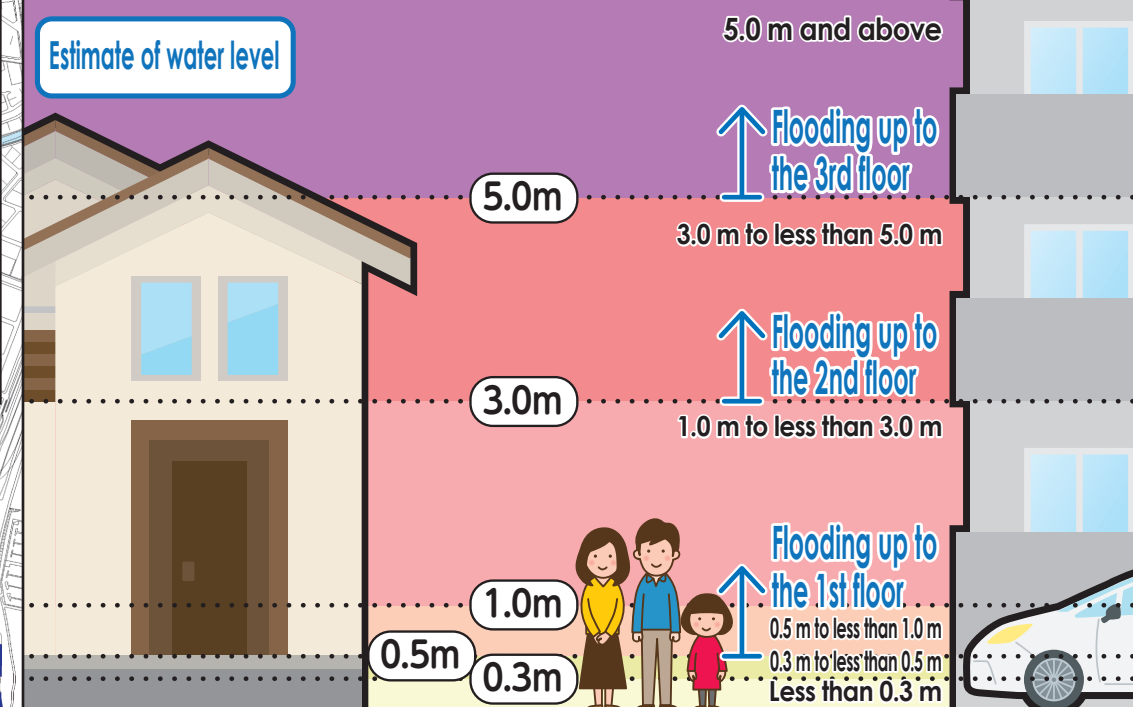 Estimate of water level
5.0 m and above
Flooding up to
the 3rd floor
5.0m
3.0 m to less than 5.0 m
Flooding up to
the 2nd floor
3.0m
1.0 m to less than 3.0 m
Flooding up to
the 1st floor
1.0m
0.5 m to less than 1.0 m
0.5m
0.3 m to less than 0.5 m
0.3m
Less than 0.3 m